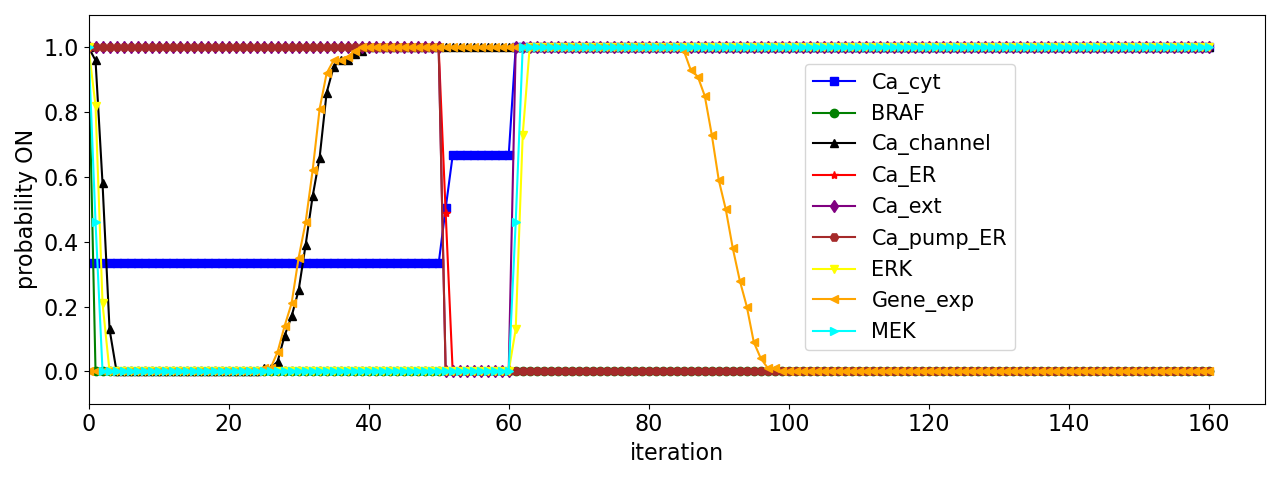 1.0
0.8
0.6
0.4
0.2
0.0
probability ON
Ca_cyt
BRAF
Ca_channel
Ca_ER
Ca_ext
Ca_pump_ER
ERK
Gene_exp
MEK
0 20 40 60 80 100 120 140 160
iteration